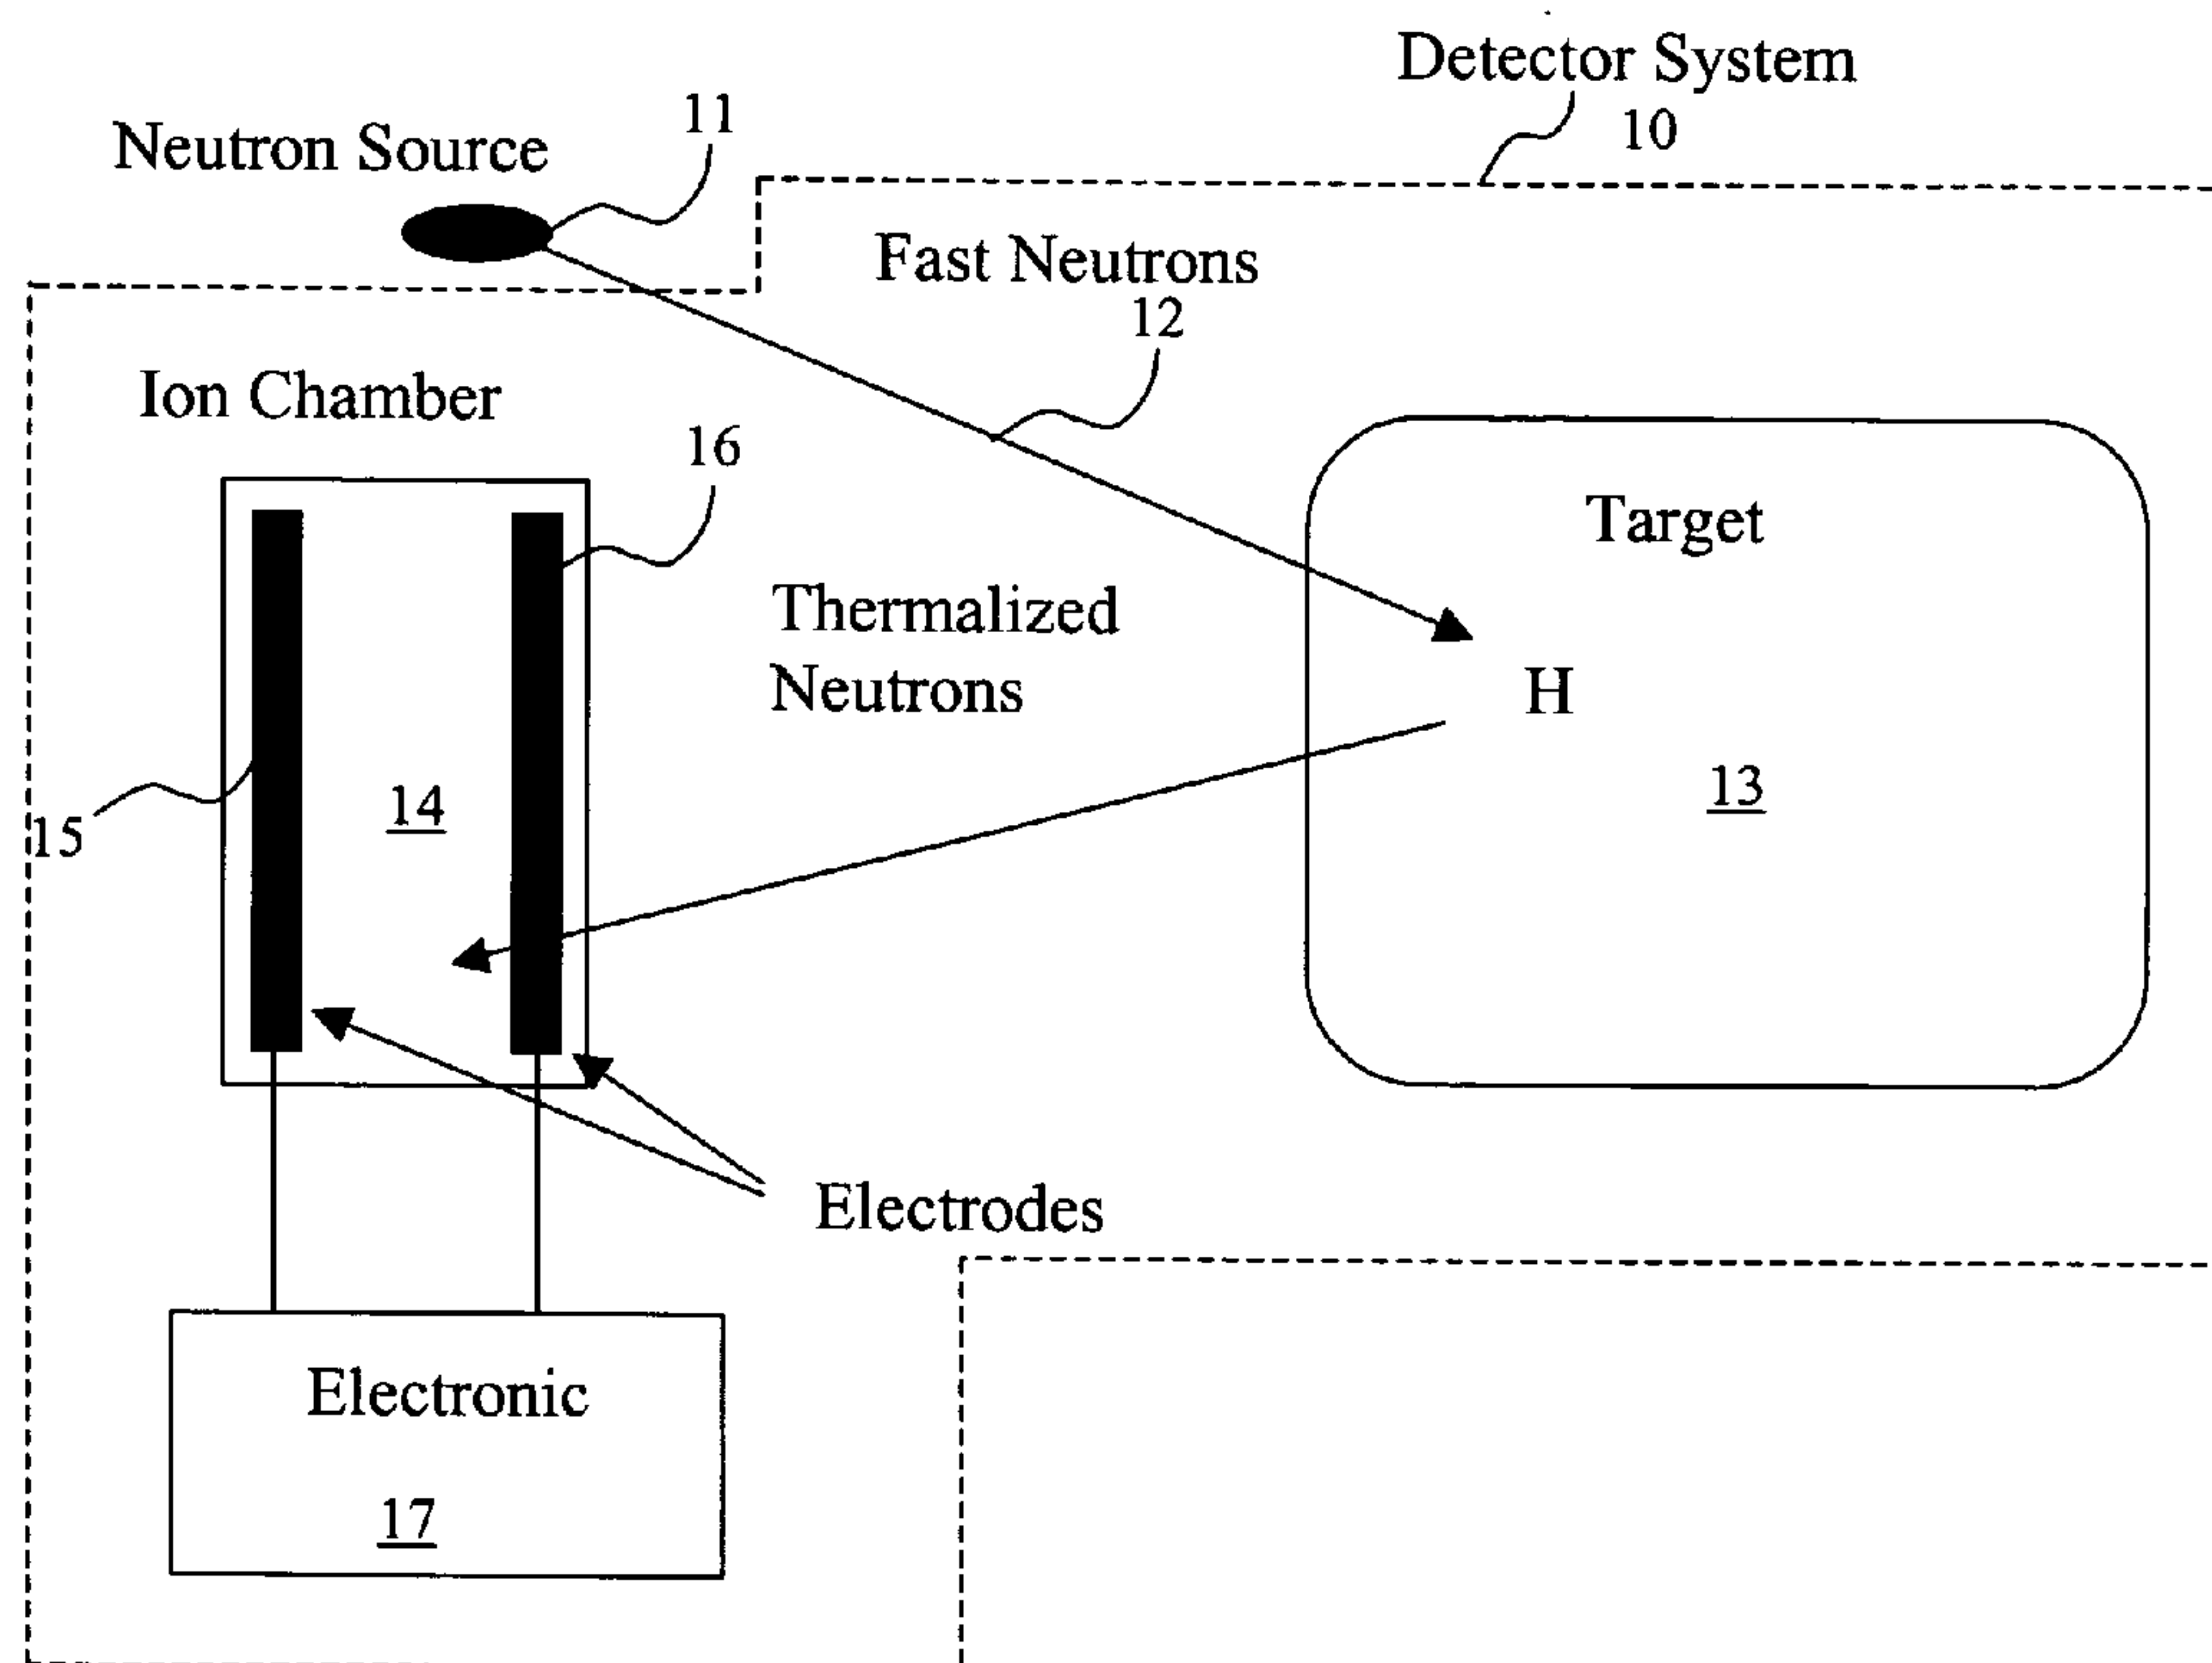 Detector System
10
Neutron Source
11
Fast Neutrons
12
Ion Chamber
16
Target
Thermalized
Neutrons
H
13
14
15
Electrodes
Electronic
17